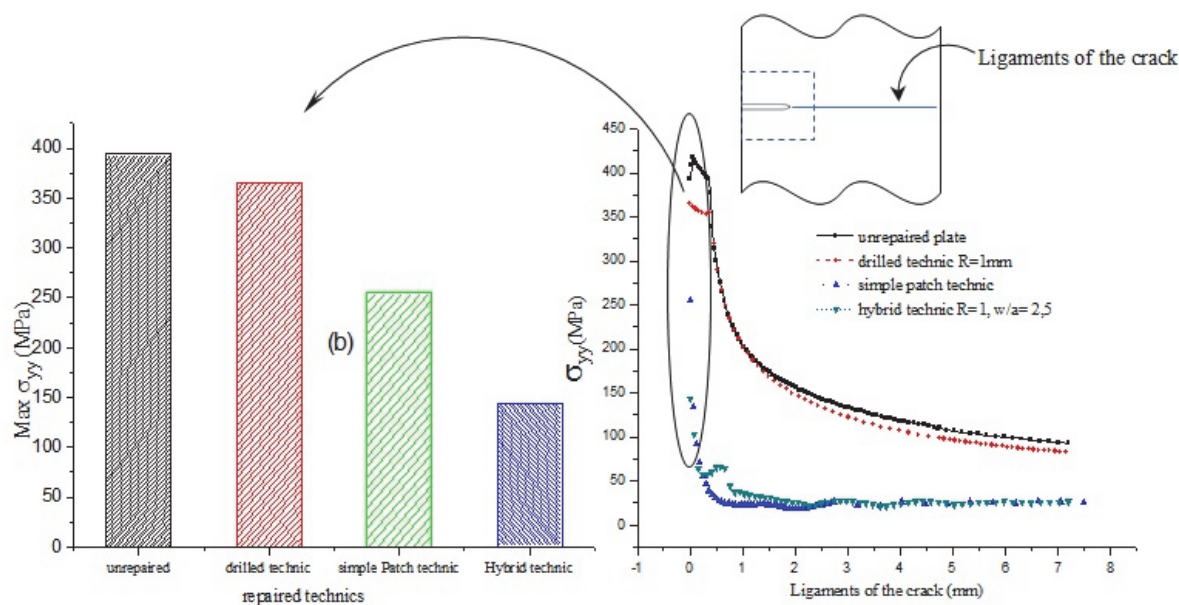 Ligaments of the crack
400
350
300
250
200
150
100
50
0
Max σyy (MPa)
(b)
unrepaired
drilled technic
simple Patch technic
Hybrid technic
repaired technics
450
400
350
300
250
200
150
100
50
0
σyy (MPa)
unrepaired plate
drilled technic R=1mm
simple patch technic
hybrid technic R=1, w/a= 2,5
-1 0 1 2 3 4 5 6 7 8
Ligaments of the crack (mm)